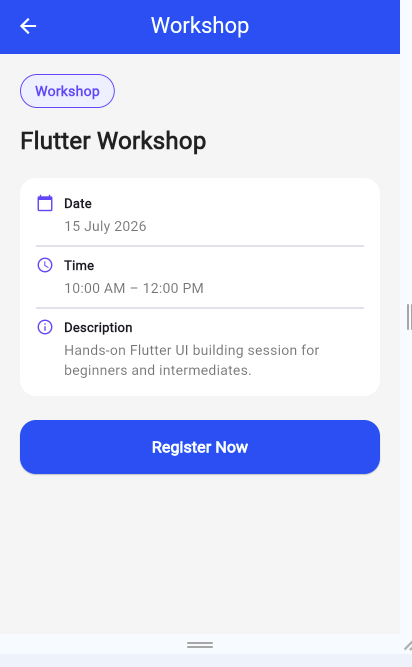 Workshop
Workshop
Flutter Workshop
Date
15 July 2026
Time
10:00 AM – 12:00 PM
Description
Hands-on Flutter UI building session for
beginners and intermediates.
Register Now